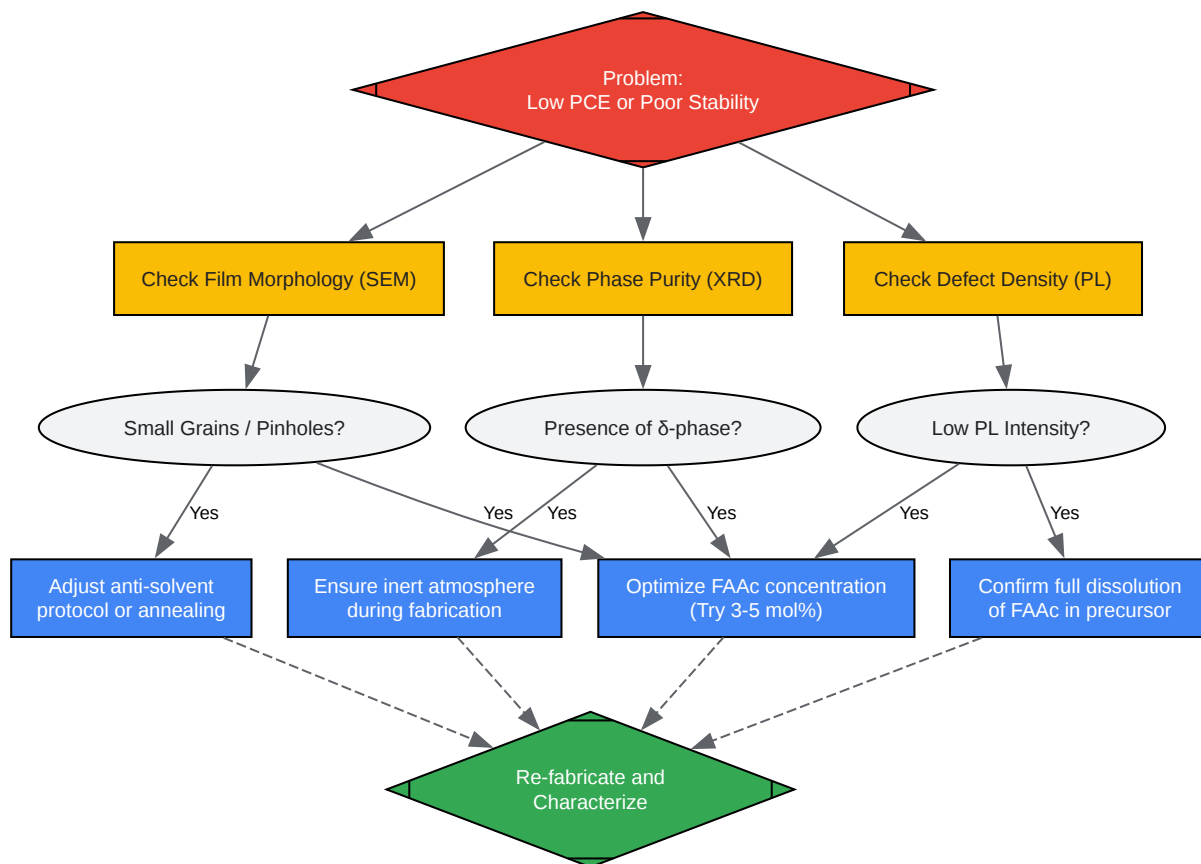 Problem:
Low PCE or Poor Stability
Check Film Morphology (SEM)
Check Phase Purity (XRD)
Check Defect Density (PL)
Small Grains / Pinholes?
Presence of δ-phase?
Low PL Intensity?
Yes
Yes
Yes
Yes
Yes
Yes
Adjust anti-solvent
protocol or annealing
Ensure inert atmosphere
during fabrication
Optimize FAAc concentration
(Try 3-5 mol%)
Confirm full dissolution
of FAAc in precursor
Re-fabricate and
Characterize